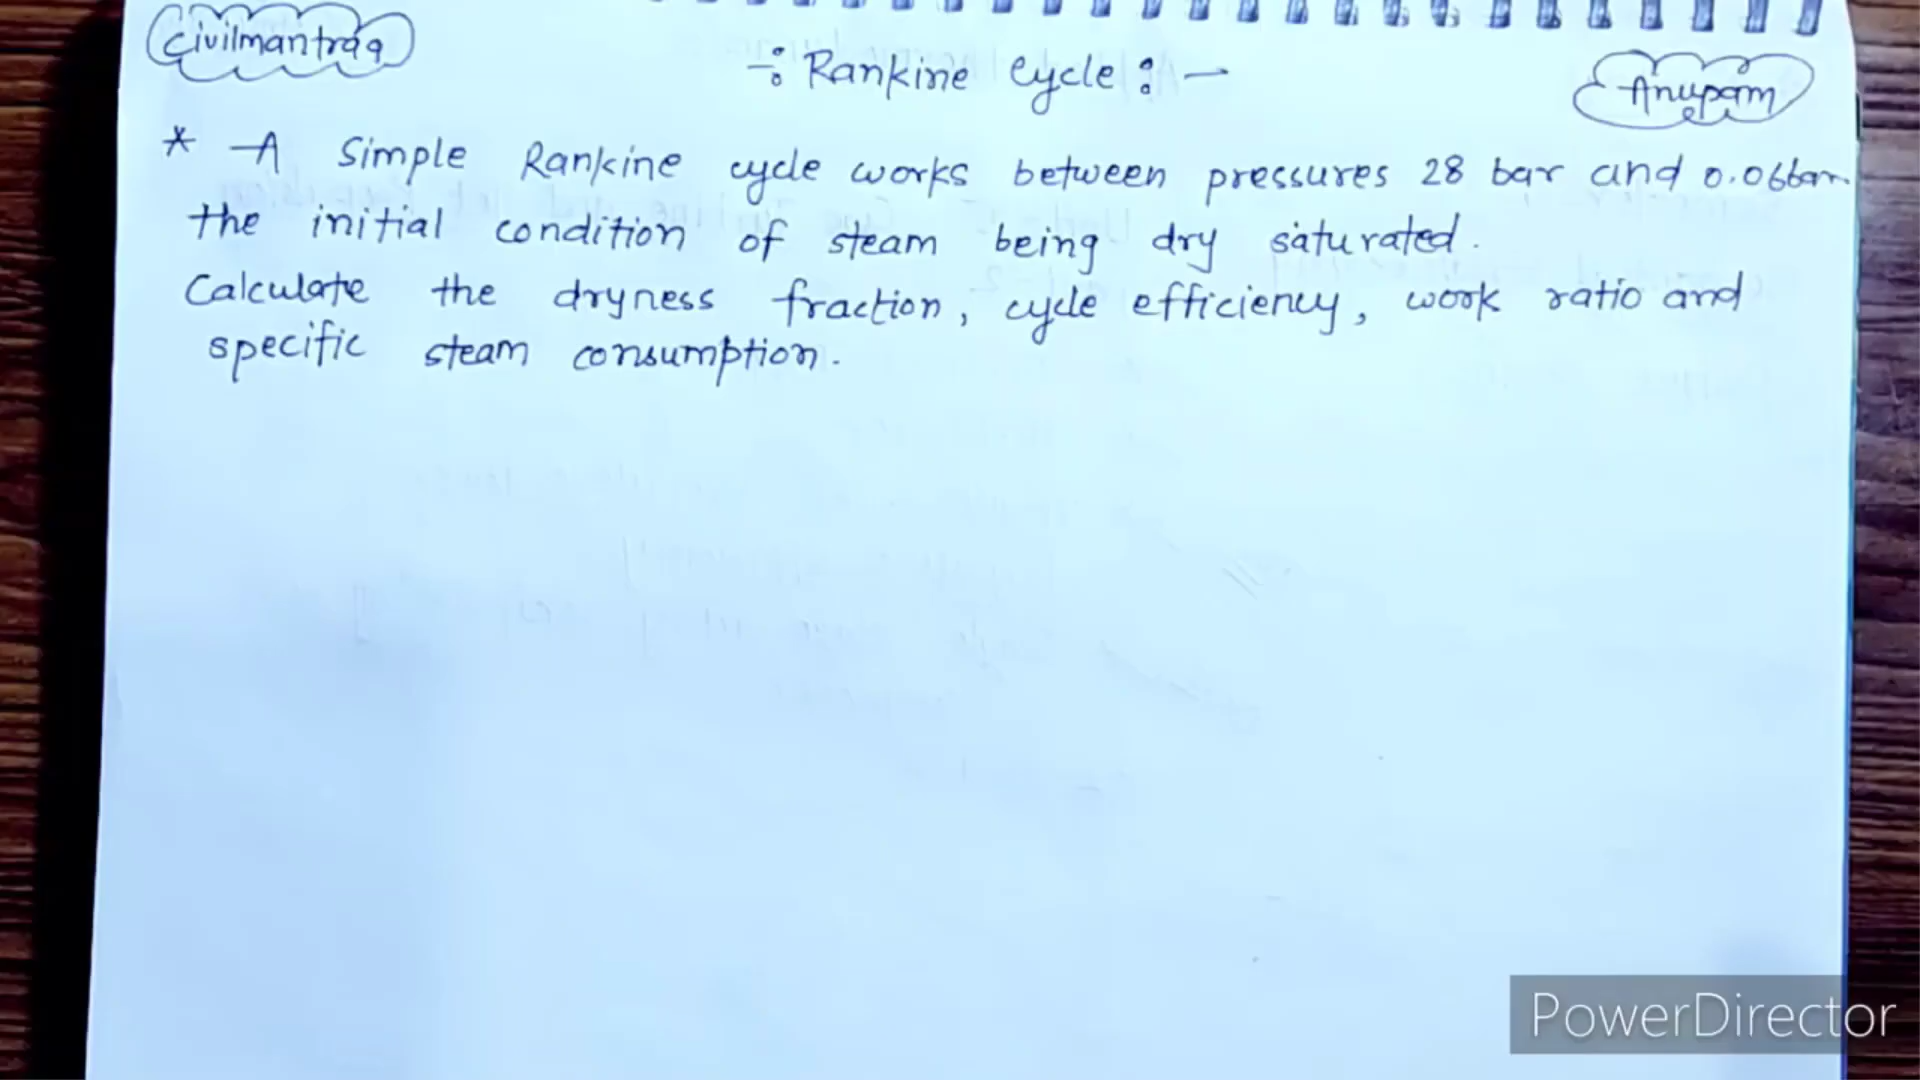 Civilmantraa
-: Rankine Cycle :-
Anupam
* A Simple Rankine cycle works between pressures 28 bar and 0.06bar.
the initial condition of steam being dry saturated.
Calculate the dryness fraction, cycle efficiency, work ratio and
specific steam consumption.
PowerDirector